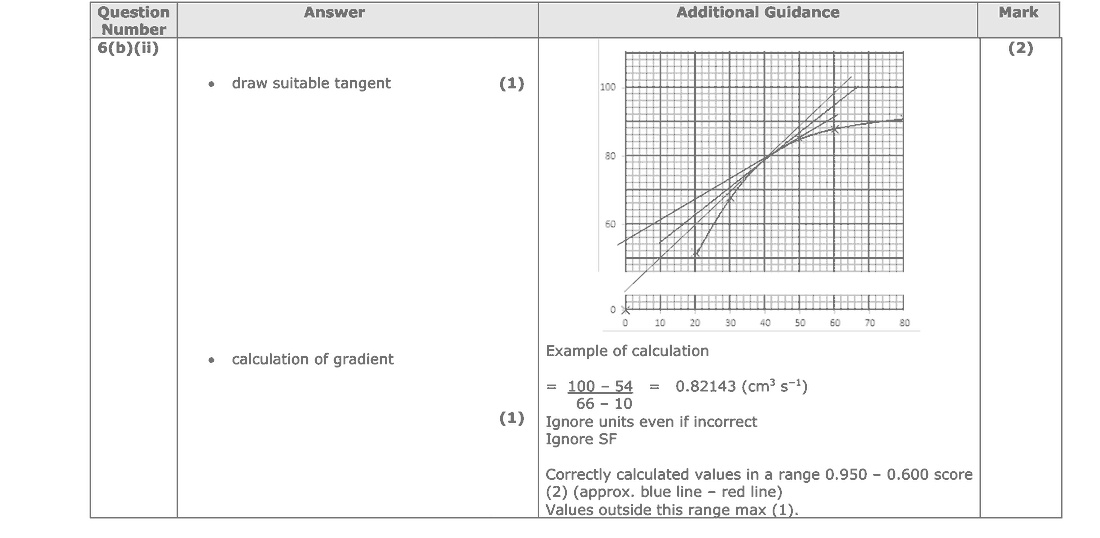 Question Number
Answer
Additional Guidance
Mark
6(b)(ii)
(2)
• draw suitable tangent (1)
100
80
60
0
0 10 20 30 40 50 60 70 80
• calculation of gradient
(1)
Example of calculation
= 100 – 54 = 0.82143 (cm³ s⁻¹)
66 – 10
Ignore units even if incorrect
Ignore SF
Correctly calculated values in a range 0.950 – 0.600 score
(2) (approx. blue line – red line)
Values outside this range max (1).